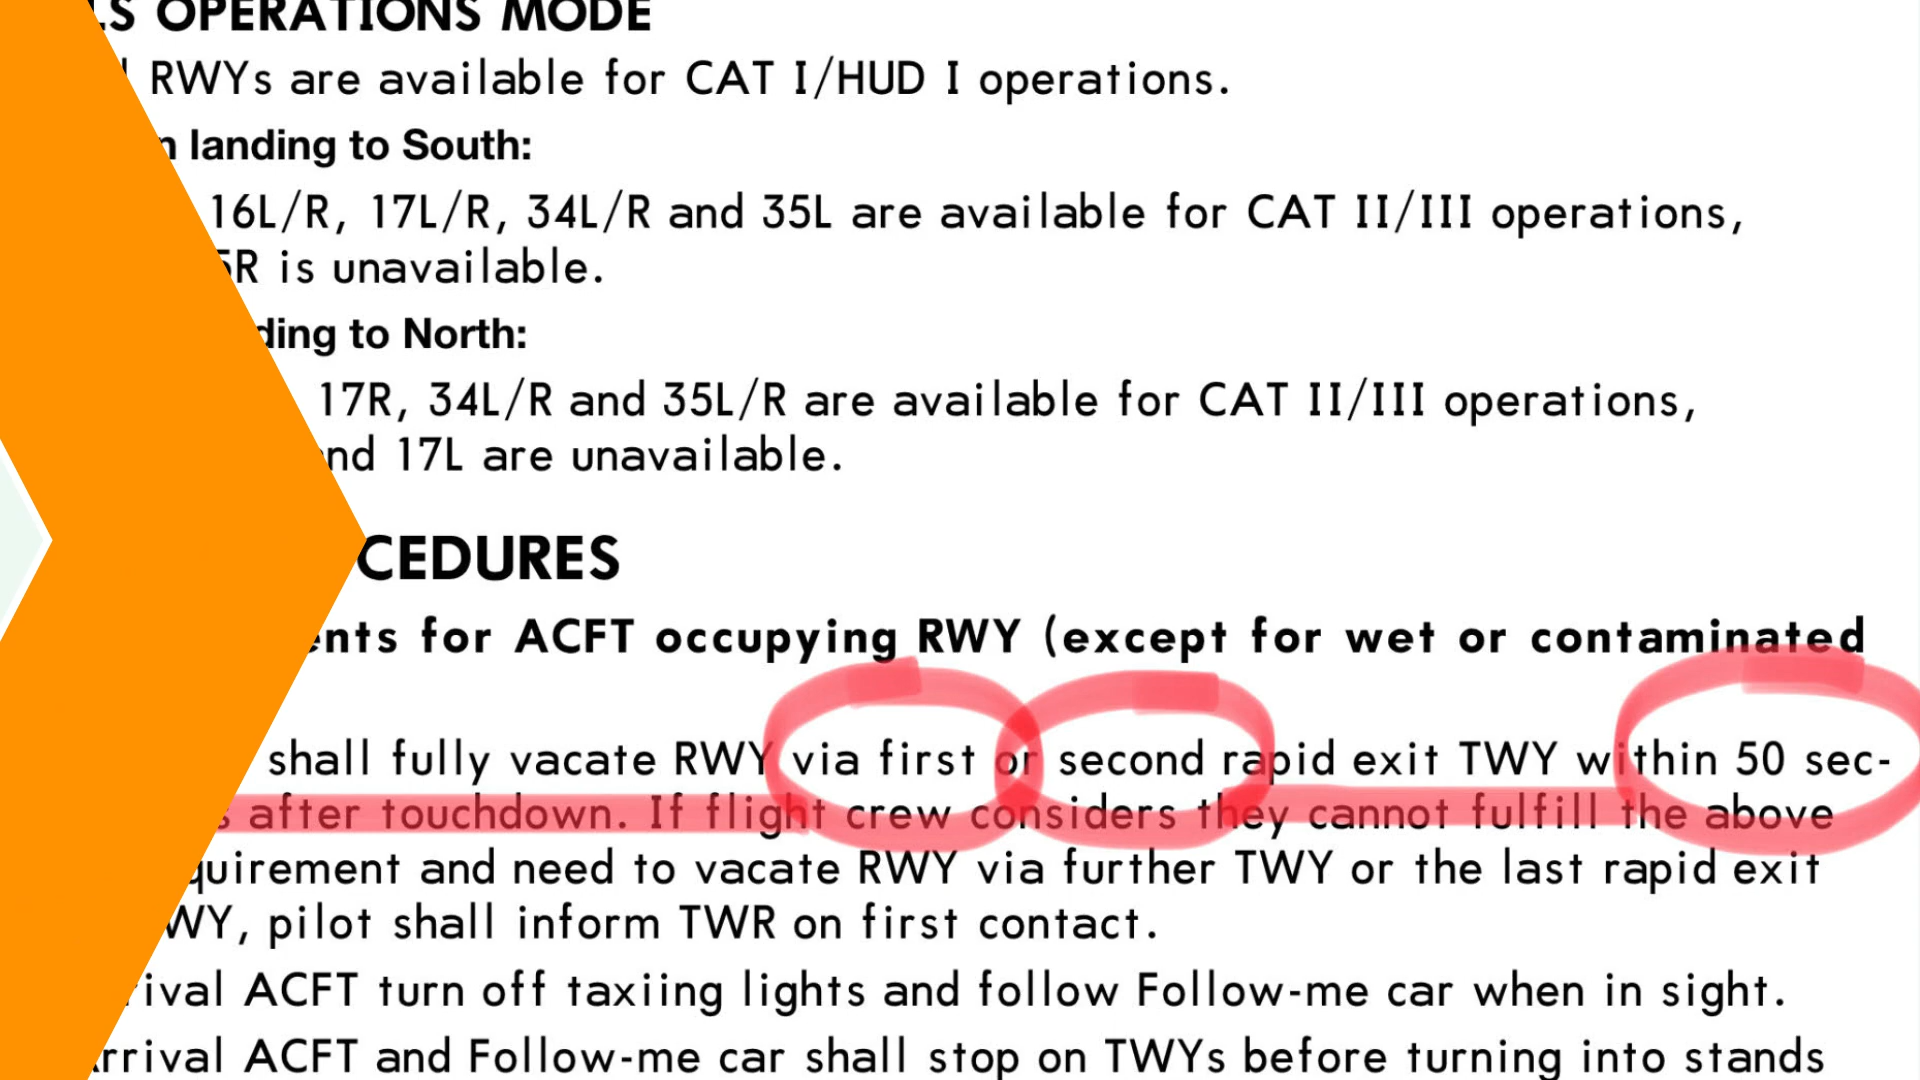 LS OPERATIONS MODE
RWYs are available for CAT I/HUD I operations.
landing to South:
16L/R, 17L/R, 34L/R and 35L are available for CAT II/III operations,
5R is unavailable.
ding to North:
17R, 34L/R and 35L/R are available for CAT II/III operations,
nd 17L are unavailable.
CEDURES
ents for ACFT occupying RWY (except for wet or contaminated
shall fully vacate RWY via first or second rapid exit TWY within 50 sec-
s after touchdown. If flight crew considers they cannot fulfill the above
quirement and need to vacate RWY via further TWY or the last rapid exit
WY, pilot shall inform TWR on first contact.
rival ACFT turn off taxiing lights and follow Follow-me car when in sight.
rrival ACFT and Follow-me car shall stop on TWYs before turning into stands